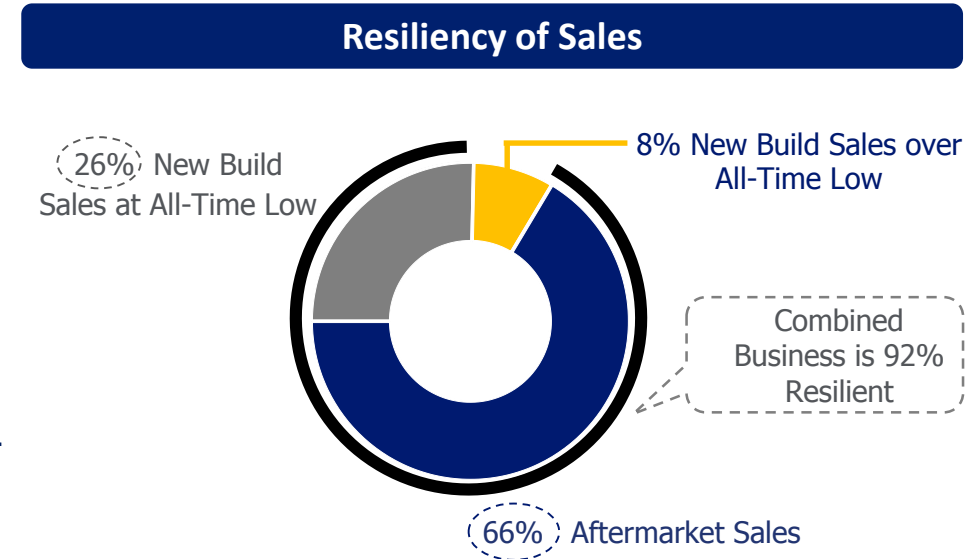 Resiliency of Sales
26% New Build
Sales at All-Time Low
8% New Build Sales over
All-Time Low
Combined
Business is 92%
Resilient
66% Aftermarket Sales